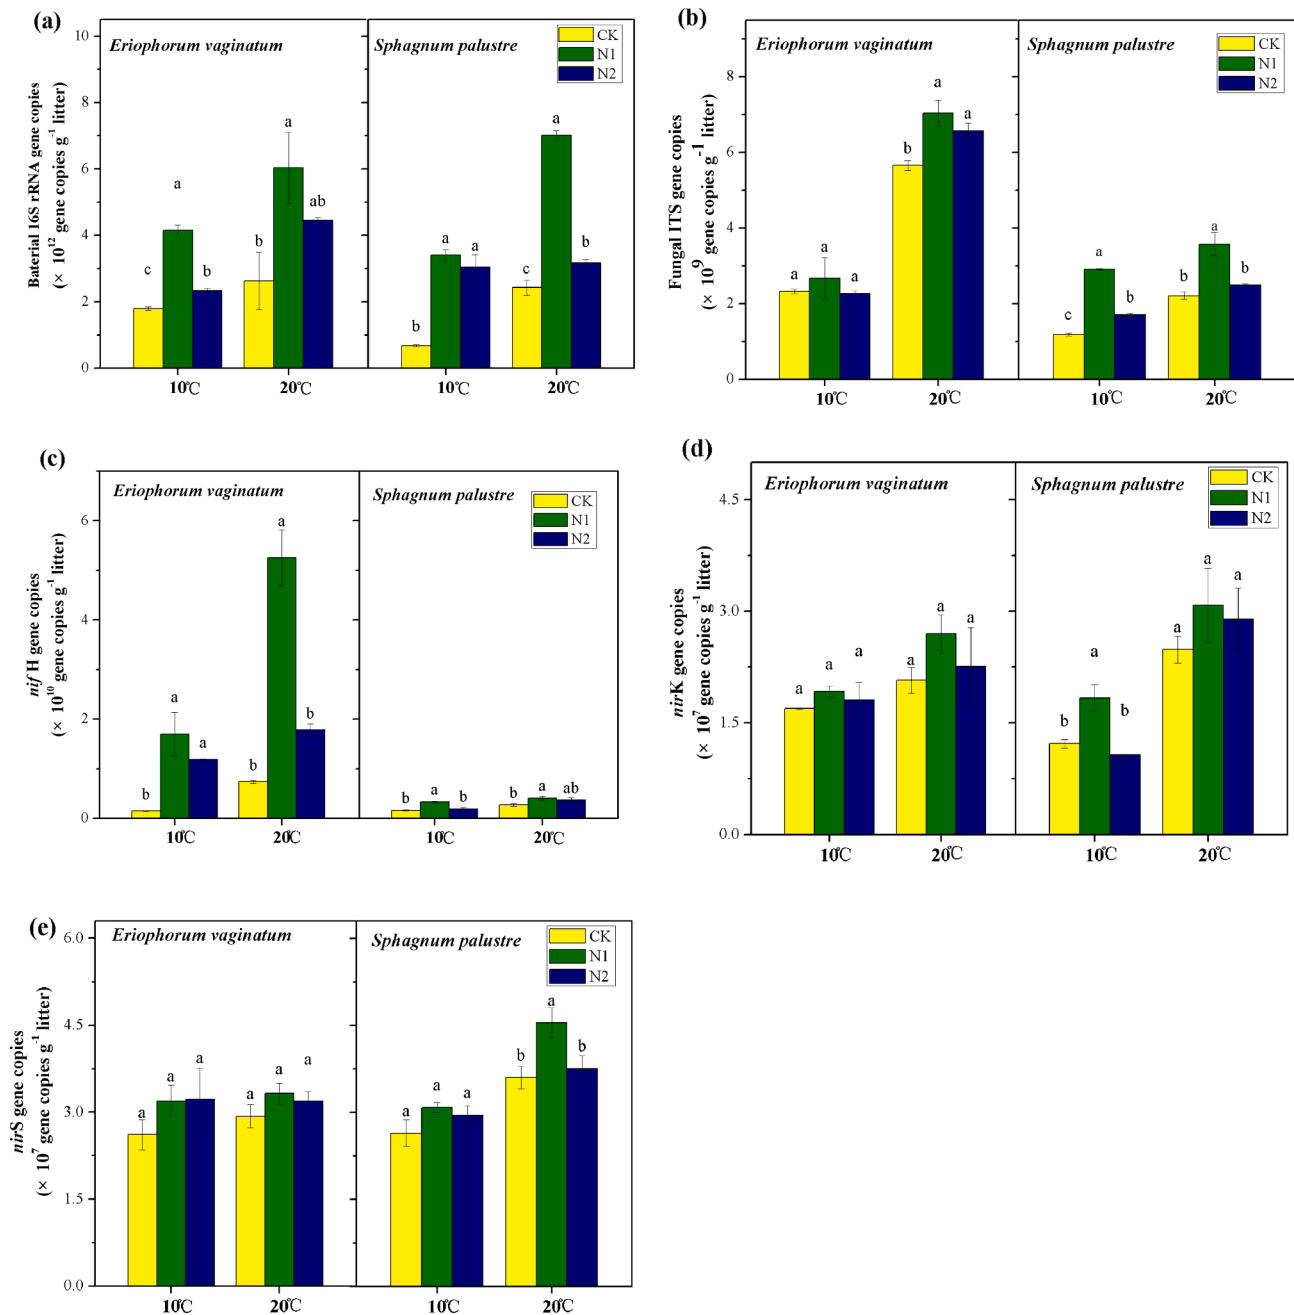 (a)
Eriophorum vaginatum
Sphagnum palustre
CK
N1
N2
Baterial 16S rRNA gene copies
(× 10¹² gene copies g⁻¹ litter)
10
8
6
4
2
0
c
a
b
b
a
ab
b
a
a
c
a
b
10℃
20℃
10℃
20℃
(b)
Eriophorum vaginatum
Sphagnum palustre
CK
N1
N2
Fungal ITS gene copies
(× 10⁹ gene copies g⁻¹ litter)
8
6
4
2
0
a
a
a
b
a
a
c
a
b
b
a
b
10℃
20℃
10℃
20℃
(c)
Eriophorum vaginatum
Sphagnum palustre
CK
N1
N2
nif H gene copies
(× 10¹⁰ gene copies g⁻¹ litter)
6
4
2
0
b
a
a
b
a
b
b
a
b
b
a
ab
10℃
20℃
10℃
20℃
(d)
Eriophorum vaginatum
Sphagnum palustre
CK
N1
N2
nirK gene copies
(× 10⁷ gene copies g⁻¹ litter)
4.5
3.0
1.5
0.0
a
a
a
a
a
a
b
a
b
a
a
a
10℃
20℃
10℃
20℃
(e)
Eriophorum vaginatum
Sphagnum palustre
CK
N1
N2
nirS gene copies
(× 10⁷ gene copies g⁻¹ litter)
6.0
4.5
3.0
1.5
0.0
a
a
a
a
a
a
a
a
a
b
a
b
10℃
20℃
10℃
20℃